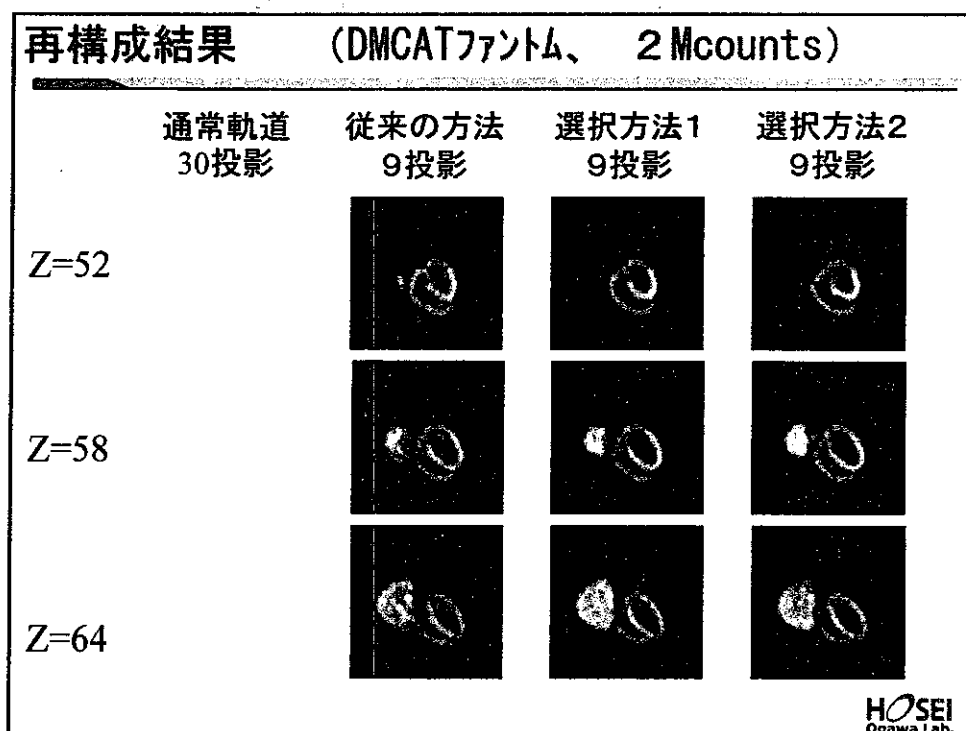 再構成結果 (DMCATファントム、 2 Mcounts)
通常軌道 従来の方法 選択方法1 選択方法2
30投影 9投影 9投影 9投影
Z=52
Z=58
Z=64
HOSEI
Ogawa Lab.